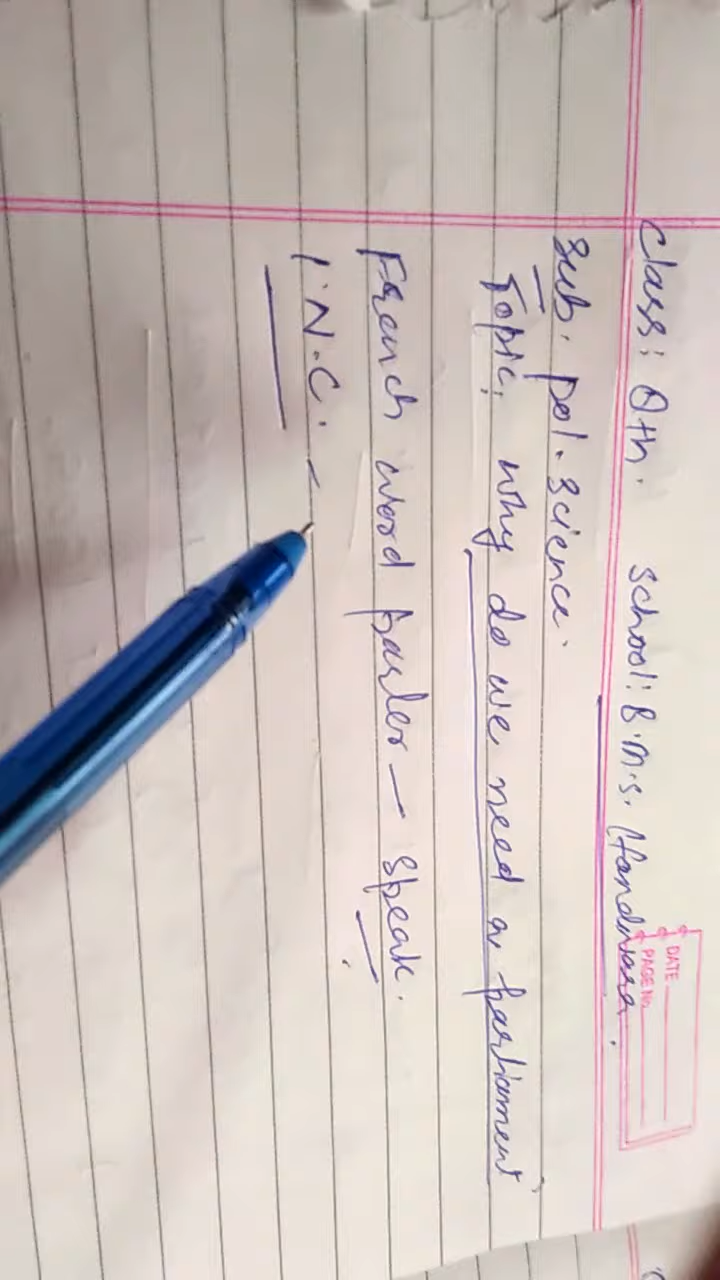 DATE
PAGE NO.
Class: 8th. School: B.M.S. Handwara.
Sub. Pol. Science.
Topic: why do we need a parliament
French word parler — speak.
I.N.C. -